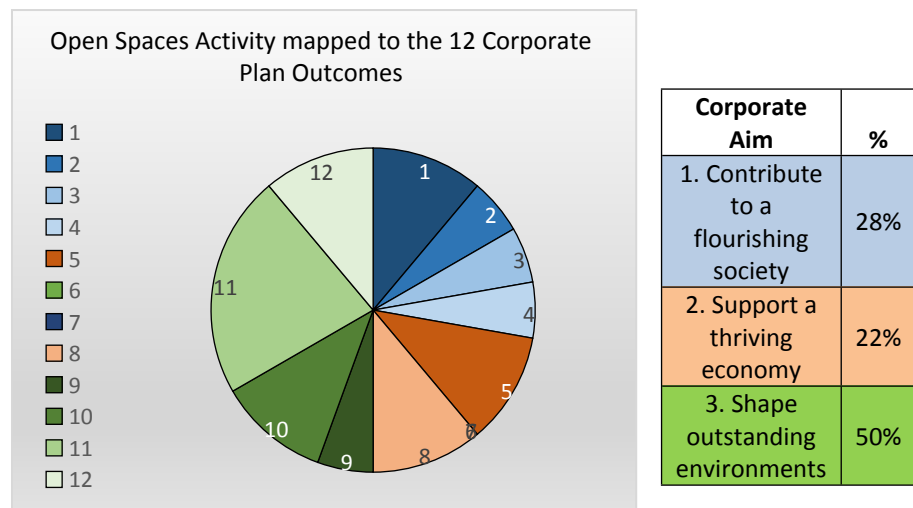 Open Spaces Activity mapped to the 12 Corporate
Plan Outcomes
1
2
3
4
5
6
7
8
9
10
11
12
1
2
3
4
5
6
7
8
9
10
11
12
Corporate
Aim
%
1. Contribute
to a
flourishing
society
28%
2. Support a
thriving
economy
22%
3. Shape
outstanding
environments
50%